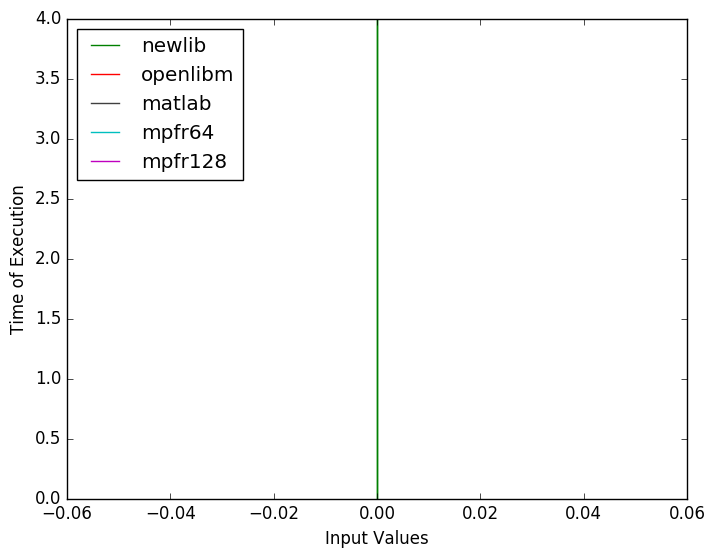 4.0
3.5
3.0
2.5
2.0
1.5
1.0
0.5
0.0
Time of Execution
newlib
openlibm
matlab
mpfr64
mpfr128
−0.06 −0.04 −0.02 0.00 0.02 0.04 0.06
Input Values